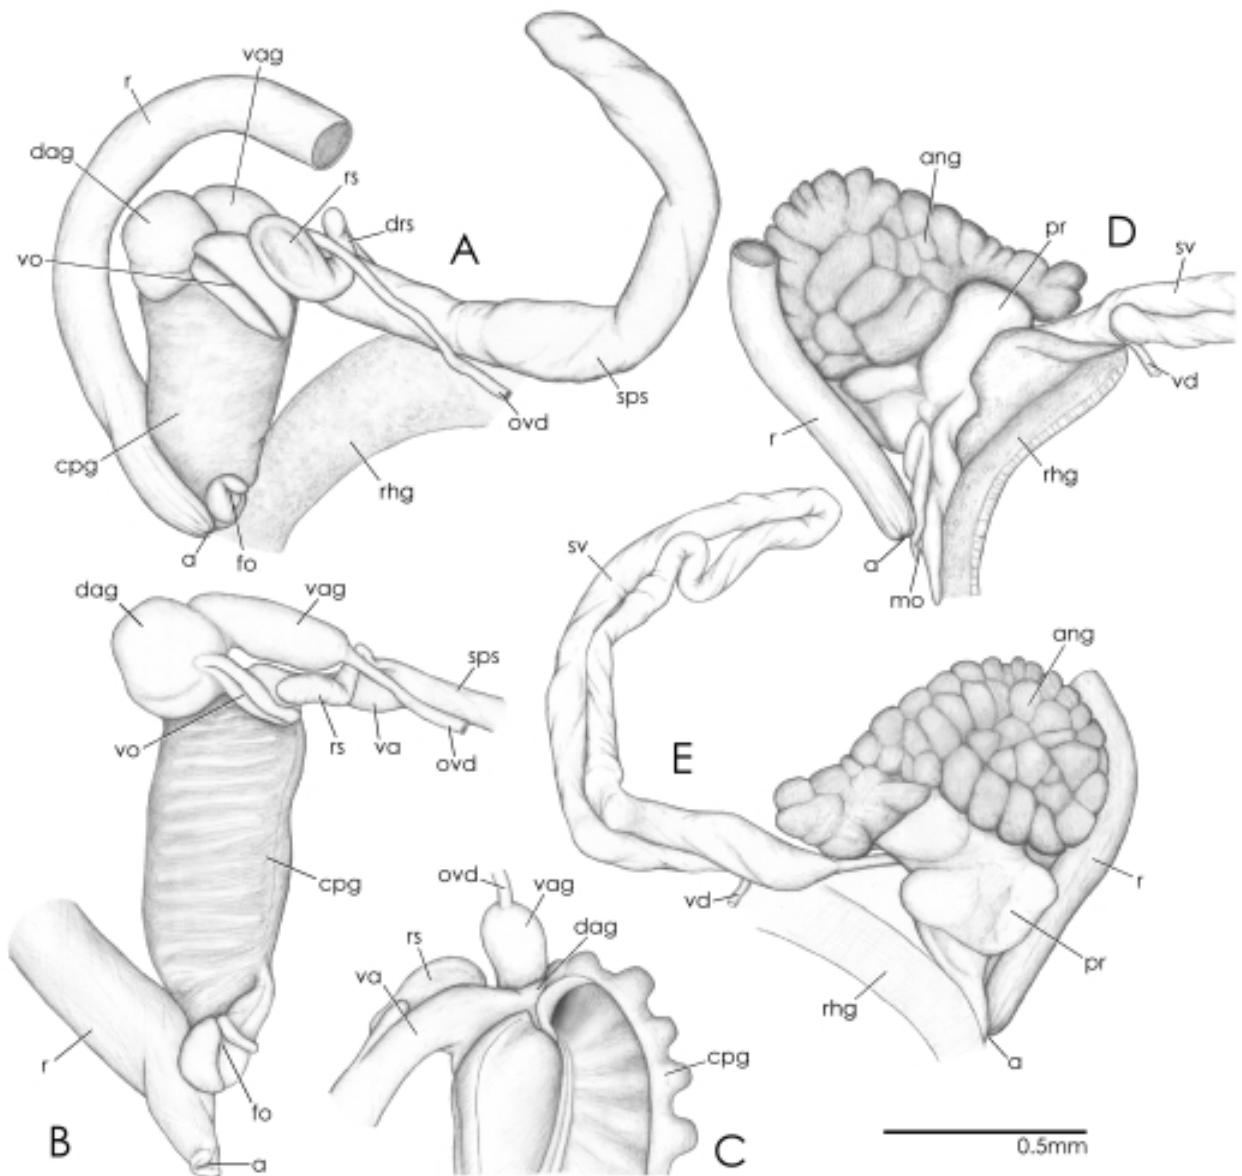 vag
r
dag
rs
drs
A
vo
sps
ovd
cpg
rhg
a
fo
ang
pr
D
sv
vd
r
rhg
a
mo
dag
vag
sps
vo
rs
va
ovd
cpg
r
fo
B
a
sv
E
ang
vd
r
pr
rhg
a
ovd
vag
dag
rs
va
cpg
C
0.5mm